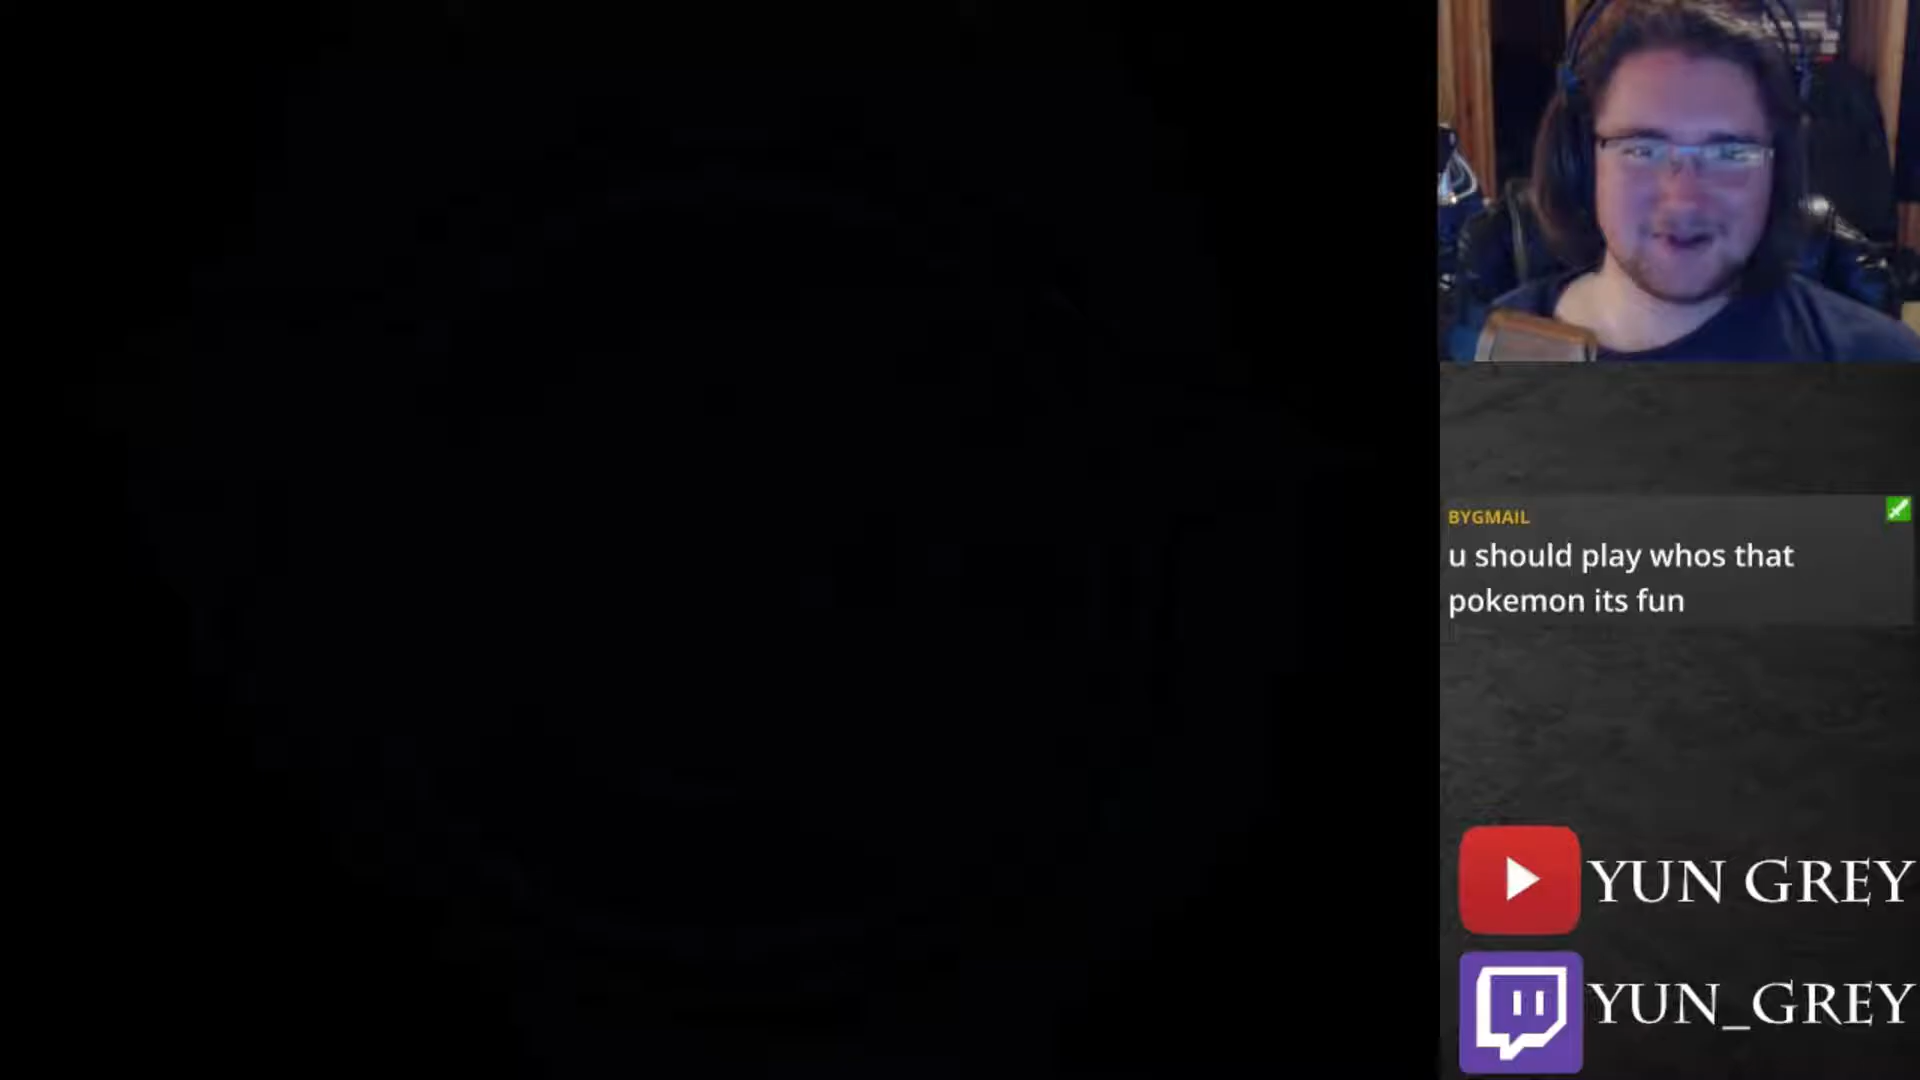 BYGMAIL
u should play whos that
pokemon its fun
YUN GREY
YUN_GREY